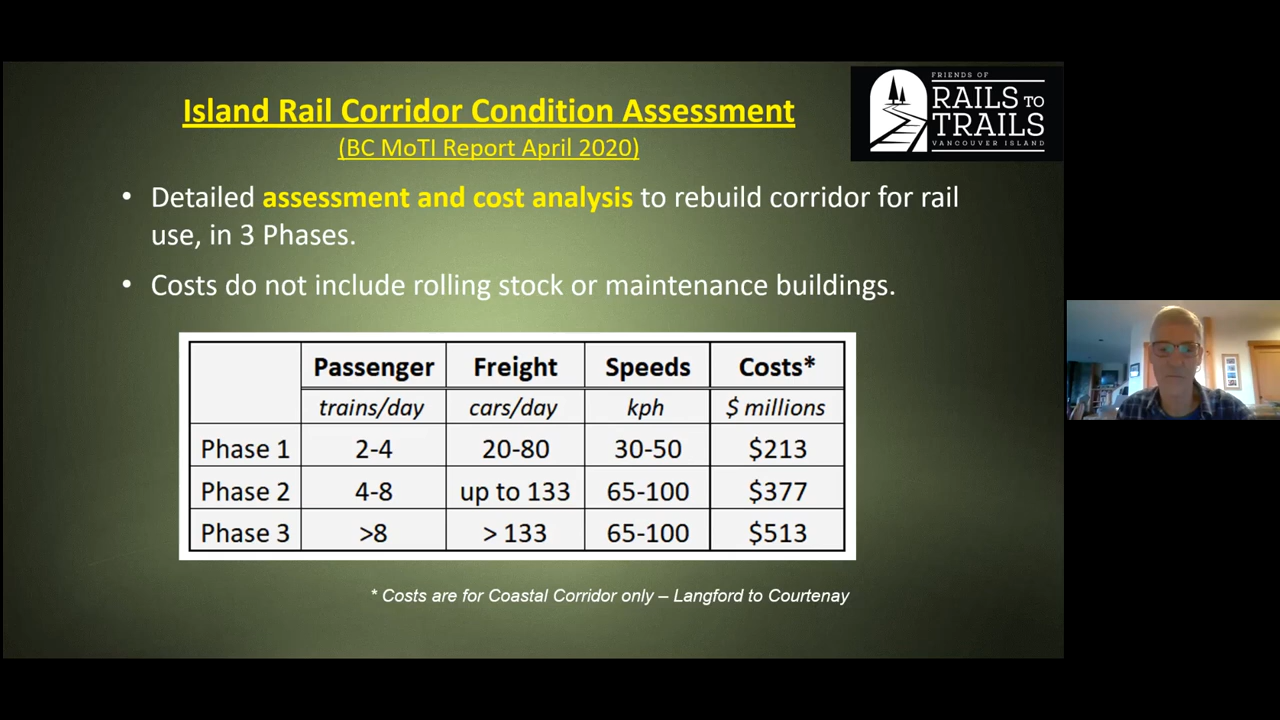 Island Rail Corridor Condition Assessment
(BC MoTI Report April 2020)
FRIENDS OF
RAILS TO
TRAILS
VANCOUVER ISLAND
• Detailed assessment and cost analysis to rebuild corridor for rail
use, in 3 Phases.
• Costs do not include rolling stock or maintenance buildings.
Passenger Freight Speeds Costs*
trains/day cars/day kph $ millions
Phase 1 2-4 20-80 30-50 $213
Phase 2 4-8 up to 133 65-100 $377
Phase 3 >8 > 133 65-100 $513
* Costs are for Coastal Corridor only – Langford to Courtenay